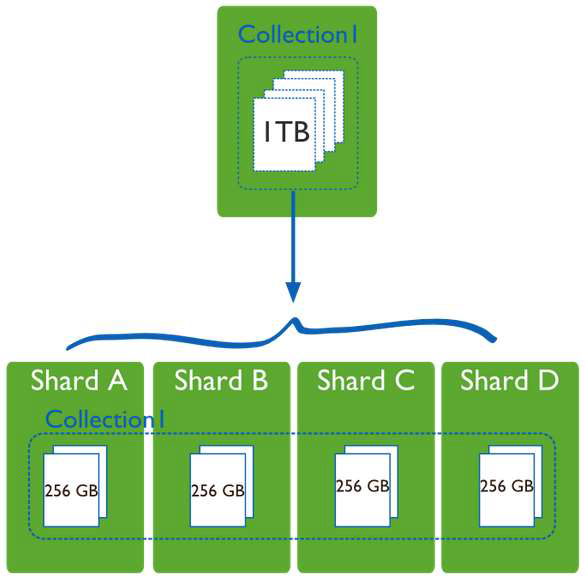 Collection1
1TB
Shard A Shard B Shard C Shard D
Collection1
256 GB 256 GB 256 GB 256 GB